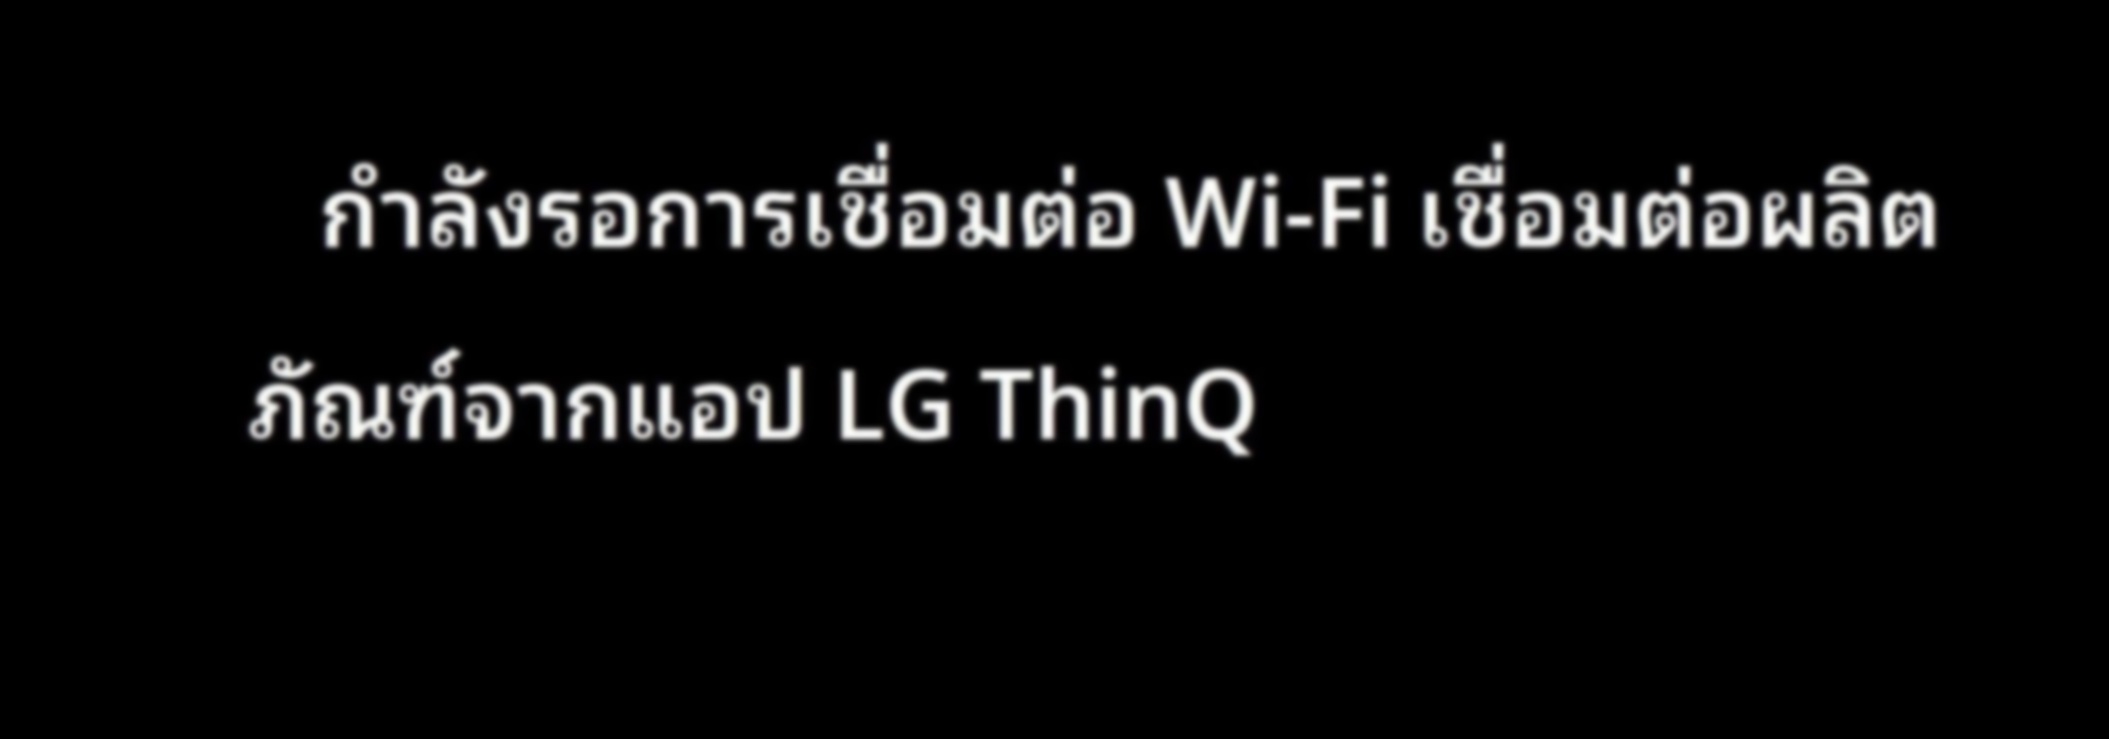 กำลังรอการเชื่อมต่อ Wi-Fi เชื่อมต่อผลิต
ภัณฑ์จากแอป LG ThinQ